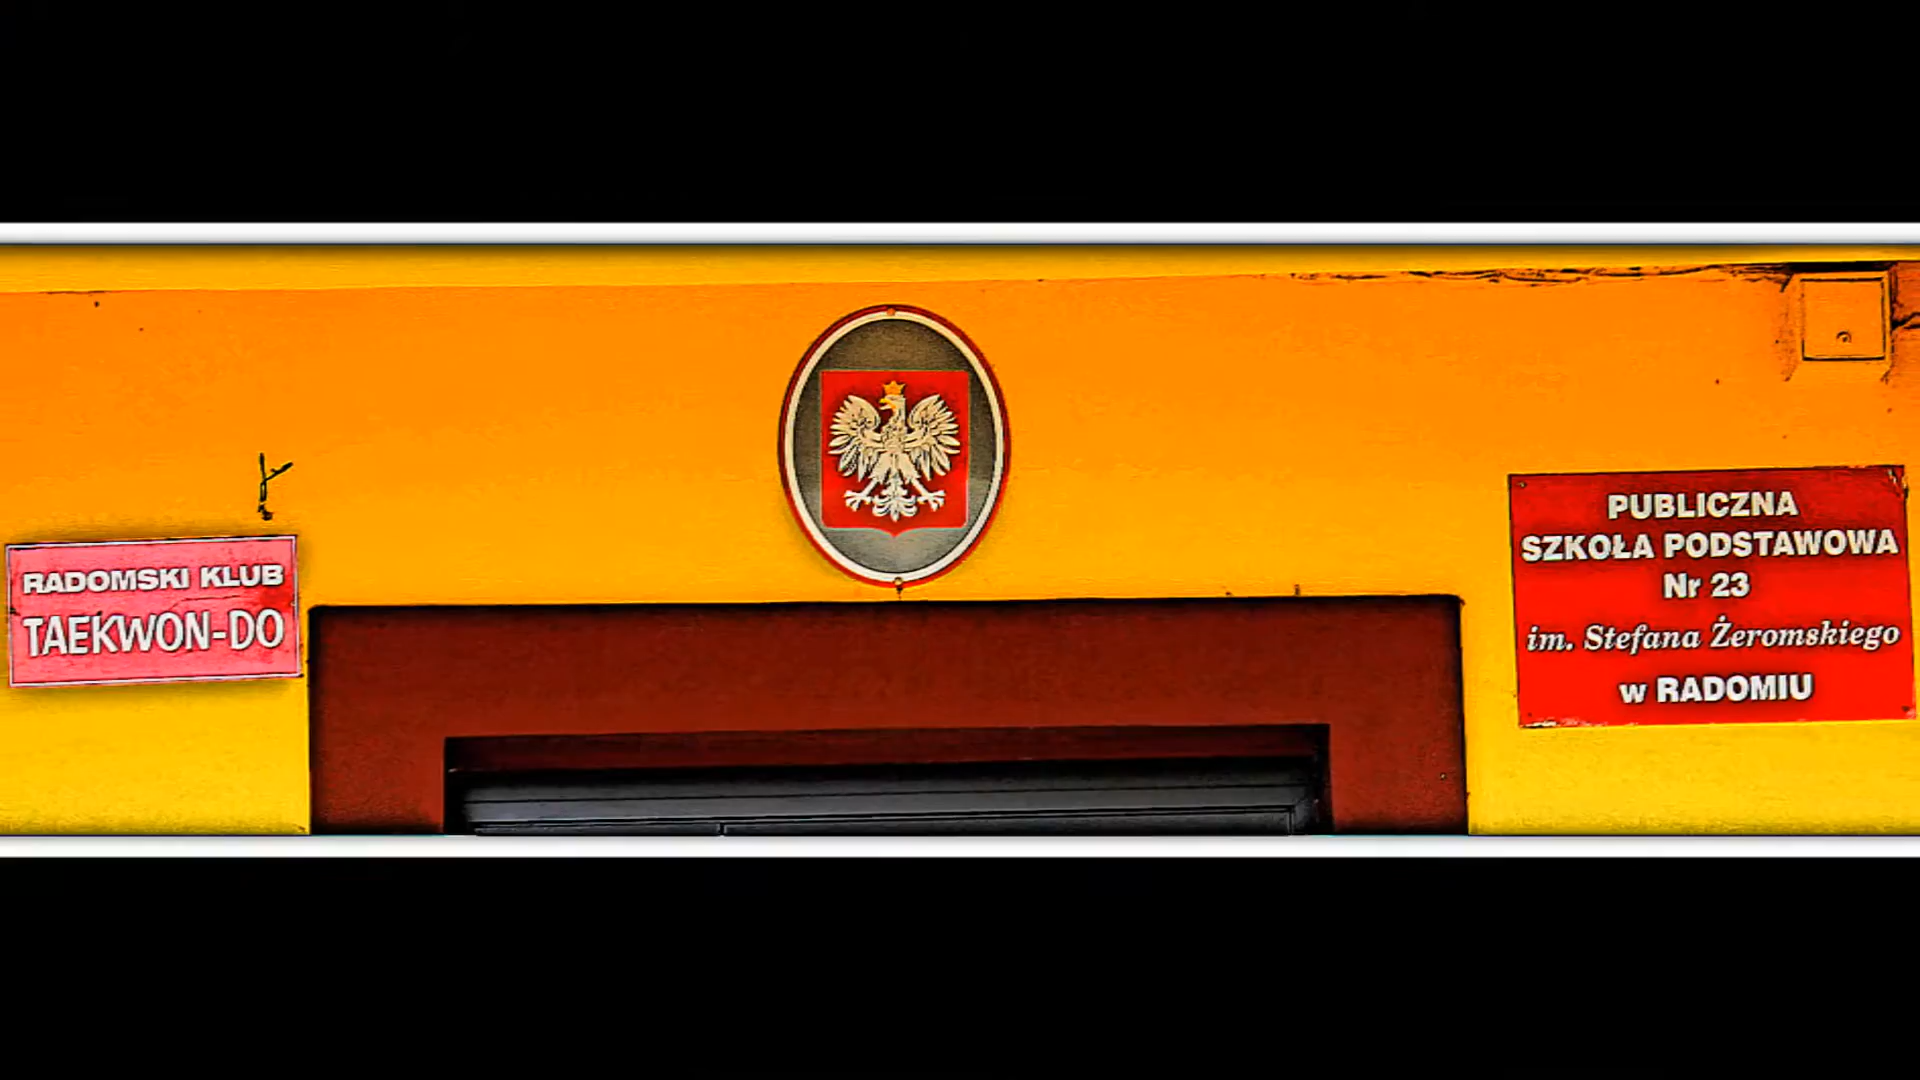 RADOMSKI KLUB
TAEKWON-DO
PUBLICZNA
SZKOŁA PODSTAWOWA
Nr 23
im. Stefana Żeromskiego
w RADOMIU